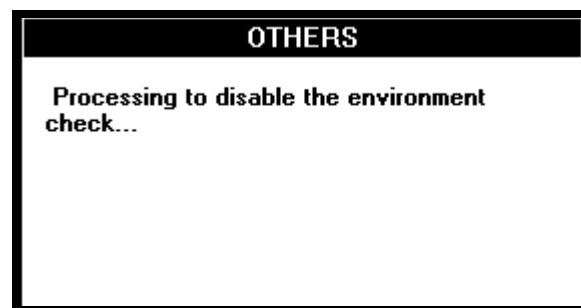 OTHERS
Processing to disable the environment
check...